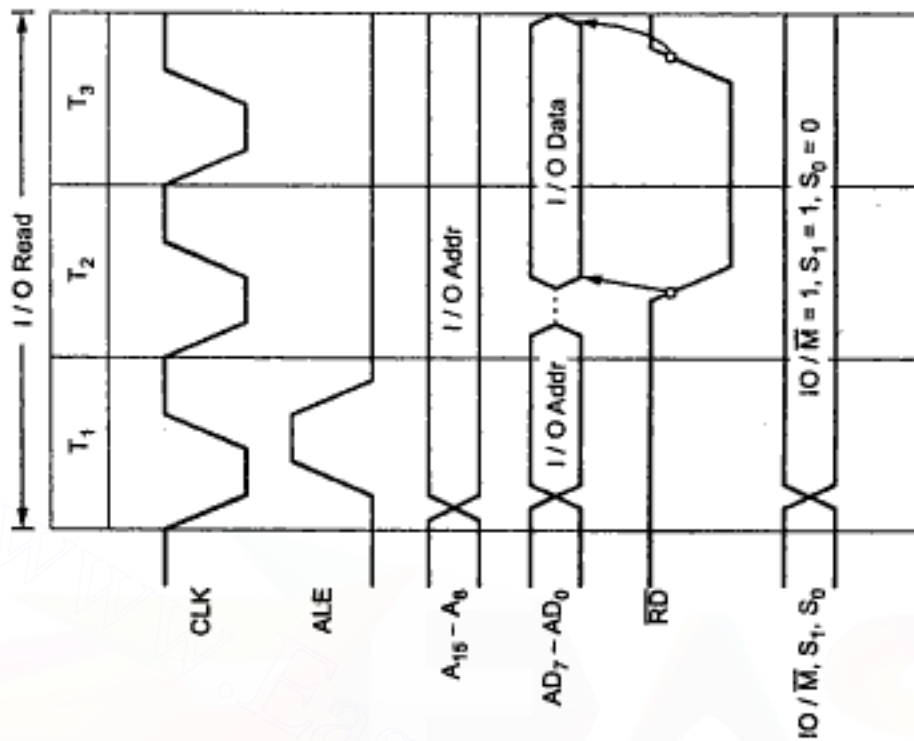 I / O Read
T₁ T₂ T₃
CLK
ALE
A₁₅ – A₈ I / O Addr
AD₇ – AD₀ I / O Addr I / O Data
R̅D̅
IO / M̅, S₁, S₀ IO / M̅ = 1, S₁ = 1, S₀ = 0